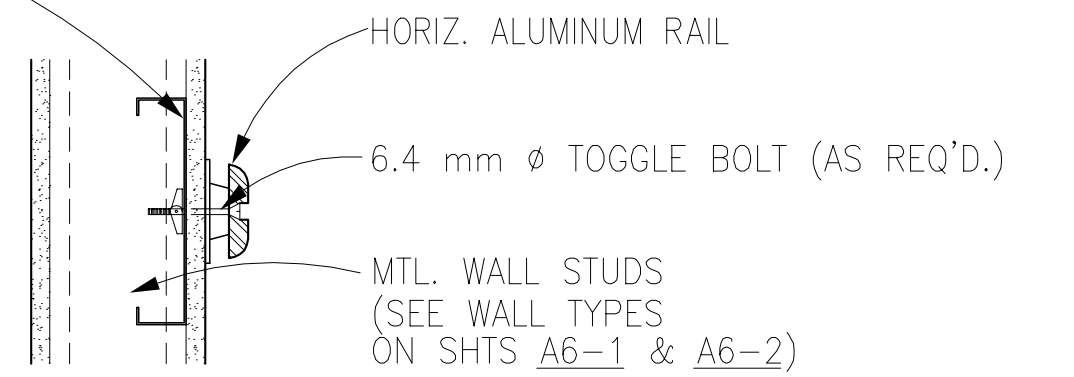 HORIZ. ALUMINUM RAIL
6.4 mm ø TOGGLE BOLT (AS REQ'D.)
MTL. WALL STUDS
(SEE WALL TYPES
ON SHTS A6-1 & A6-2)